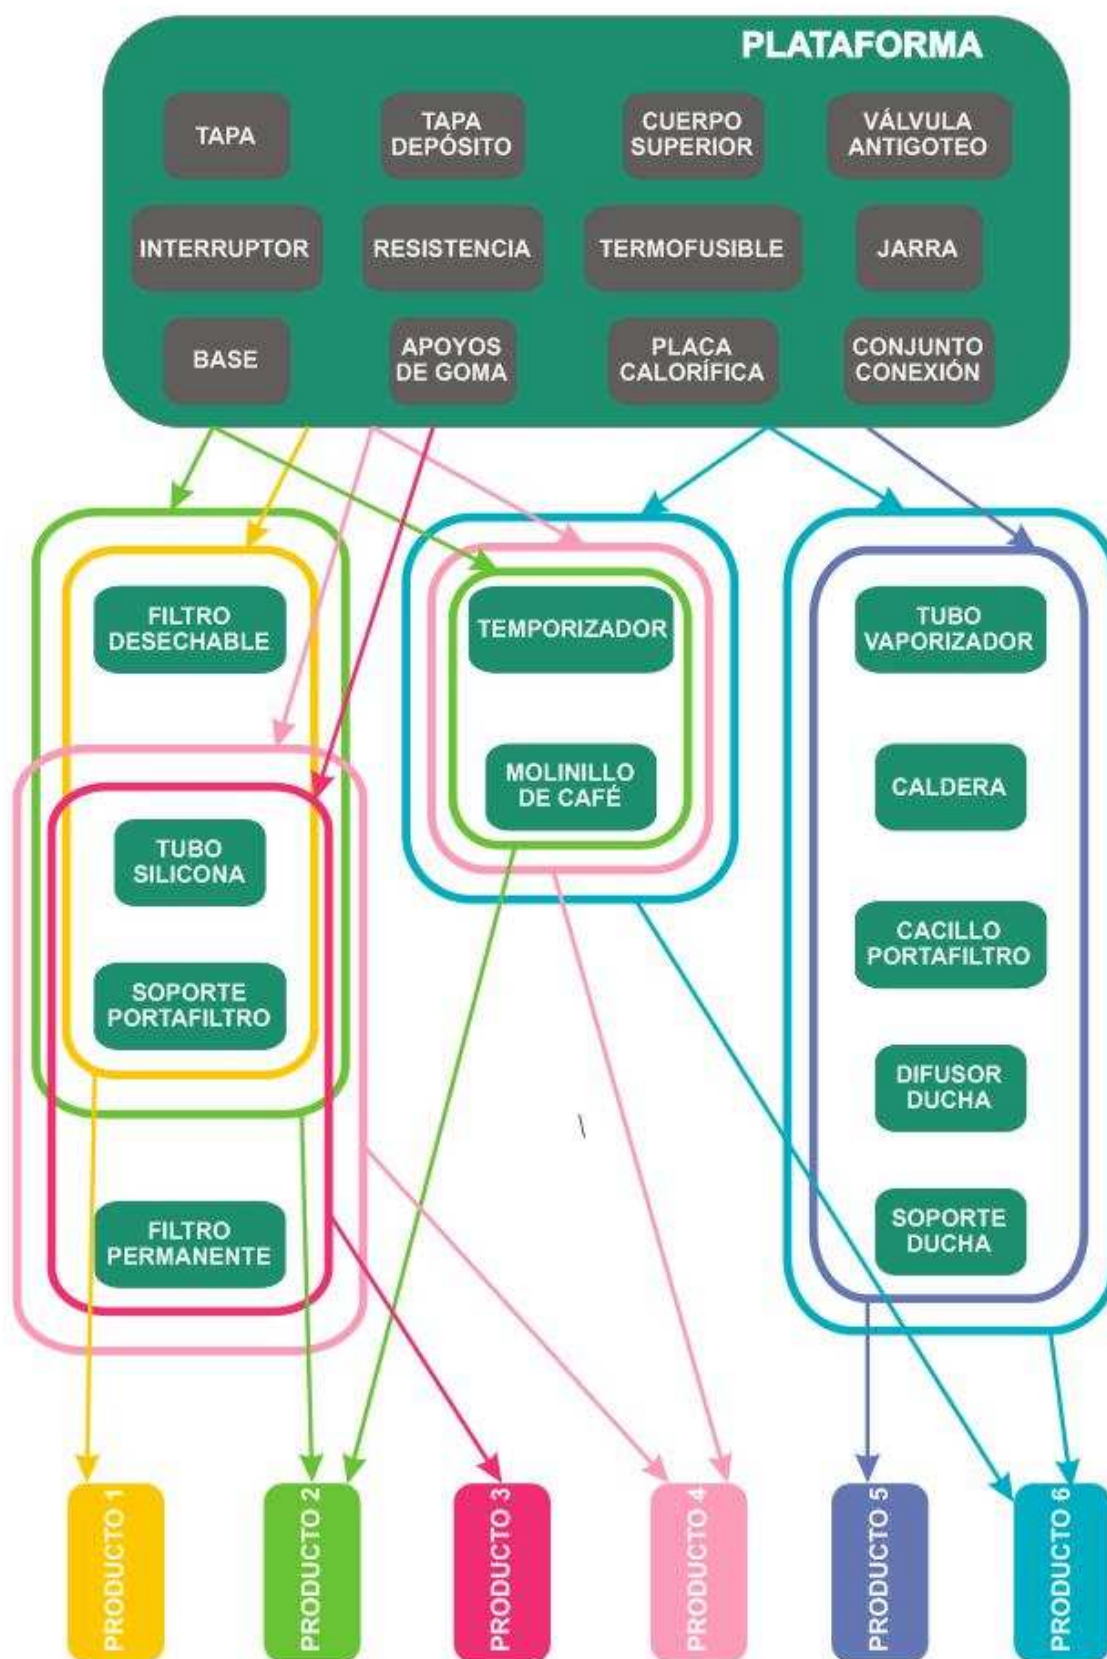 PLATAFORMA
TAPA
TAPA
DEPÓSITO
CUERPO
SUPERIOR
VÁLVULA
ANTIGOTEO
INTERRUPTOR
RESISTENCIA
TERMOFUSIBLE
JARRA
BASE
APOYOS
DE GOMA
PLACA
CALORÍFICA
CONJUNTO
CONEXIÓN
FILTRO
DESECHABLE
TUBO
SILICONA
SOPORTE
PORTAFILTRO
FILTRO
PERMANENTE
TEMPORIZADOR
MOLINILLO
DE CAFÉ
TUBO
VAPORIZADOR
CALDERA
CACILLO
PORTAFILTRO
DIFUSOR
DUCHA
SOPORTE
DUCHA
PRODUCTO 1
PRODUCTO 2
PRODUCTO 3
PRODUCTO 4
PRODUCTO 5
PRODUCTO 6